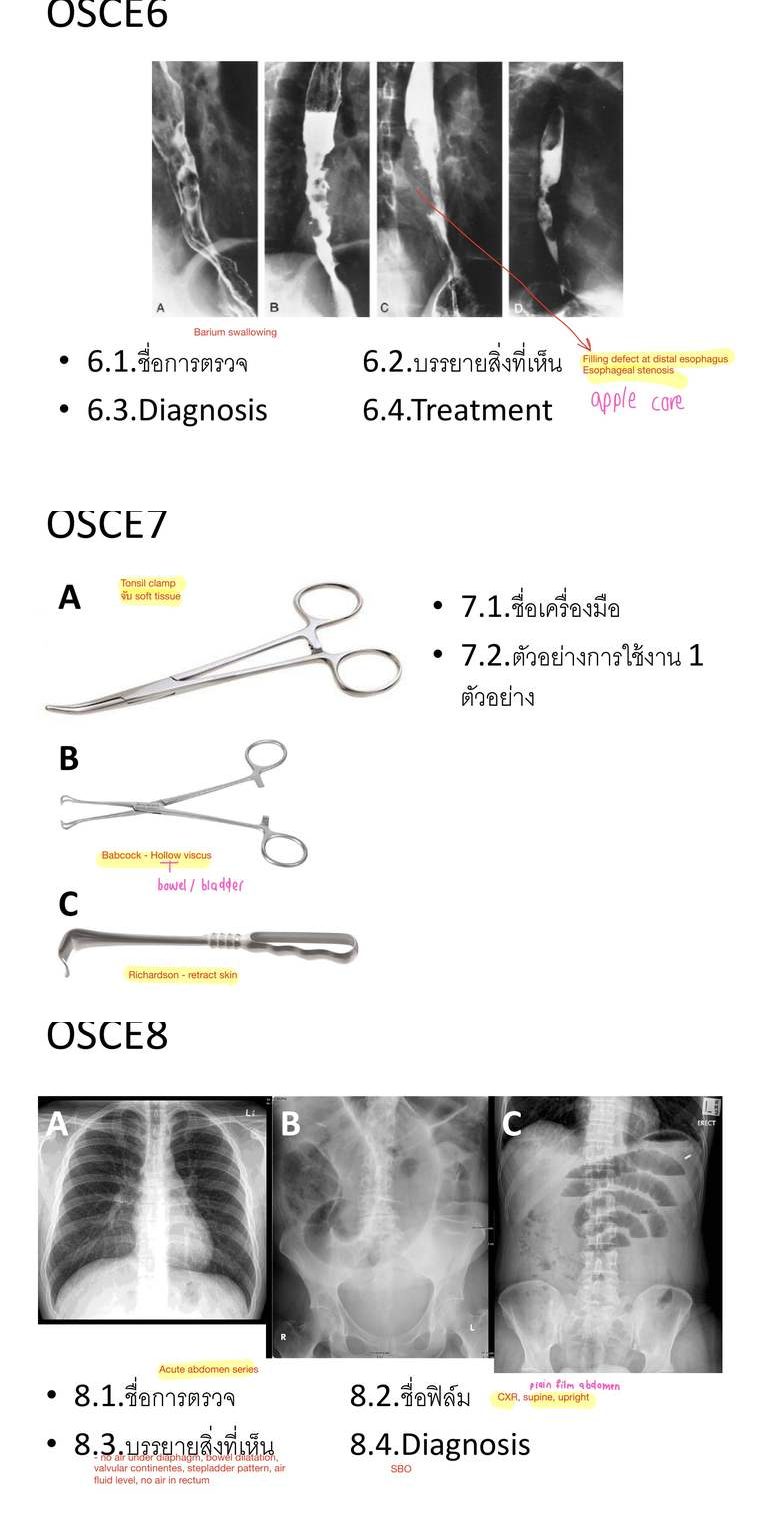 OSCE6
A
B
C
D
Barium swallowing
• 6.1.ชื่อการตรวจ
6.2.บรรยายสิ่งที่เห็น
Filling defect at distal esophagus
Esophageal stenosis
apple core
• 6.3.Diagnosis
6.4.Treatment
OSCE7
A
Tonsil clamp
จับ soft tissue
• 7.1.ชื่อเครื่องมือ
• 7.2.ตัวอย่างการใช้งาน 1
ตัวอย่าง
B
Babcock - Hollow viscus
bowel / bladder
C
Richardson - retract skin
OSCE8
A
B
C
ERECT
R
L
Acute abdomen series
• 8.1.ชื่อการตรวจ
8.2.ชื่อฟิล์ม
plain film abdomen
CXR, supine, upright
• 8.3.บรรยายสิ่งที่เห็น
- no air under diaphagm, bowel dilatation,
valvular continentes, stepladder pattern, air
fluid level, no air in rectum
8.4.Diagnosis
SBO